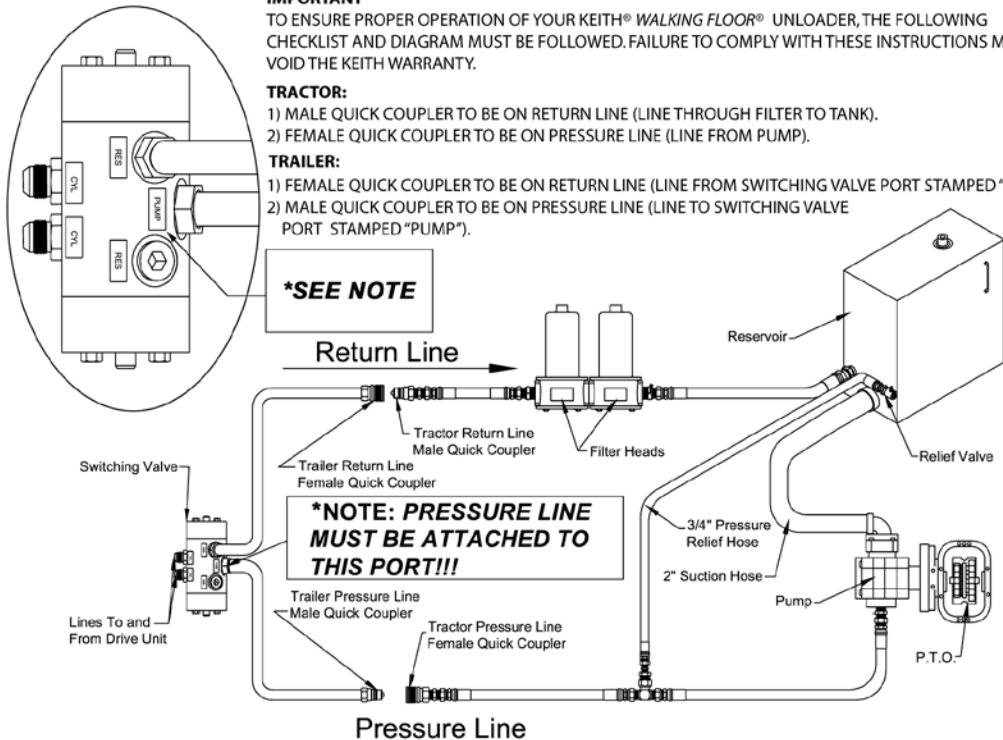 IMPORTANT
TO ENSURE PROPER OPERATION OF YOUR KEITH® WALKING FLOOR® UNLOADER, THE FOLLOWING
CHECKLIST AND DIAGRAM MUST BE FOLLOWED. FAILURE TO COMPLY WITH THESE INSTRUCTIONS M
VOID THE KEITH WARRANTY.
TRACTOR:
1) MALE QUICK COUPLER TO BE ON RETURN LINE (LINE THROUGH FILTER TO TANK).
2) FEMALE QUICK COUPLER TO BE ON PRESSURE LINE (LINE FROM PUMP).
TRAILER:
1) FEMALE QUICK COUPLER TO BE ON RETURN LINE (LINE FROM SWITCHING VALVE PORT STAMPED "
2) MALE QUICK COUPLER TO BE ON PRESSURE LINE (LINE TO SWITCHING VALVE
PORT STAMPED "PUMP").
RES
CYL
PUMP
CYL
RES
*SEE NOTE
Return Line
Reservoir
Tractor Return Line
Male Quick Coupler
Filter Heads
Relief Valve
Switching Valve
Trailer Return Line
Female Quick Coupler
*NOTE: PRESSURE LINE
MUST BE ATTACHED TO
THIS PORT!!!
3/4" Pressure
Relief Hose
2" Suction Hose
Pump
P.T.O.
Lines To and
From Drive Unit
Trailer Pressure Line
Male Quick Coupler
Tractor Pressure Line
Female Quick Coupler
Pressure Line